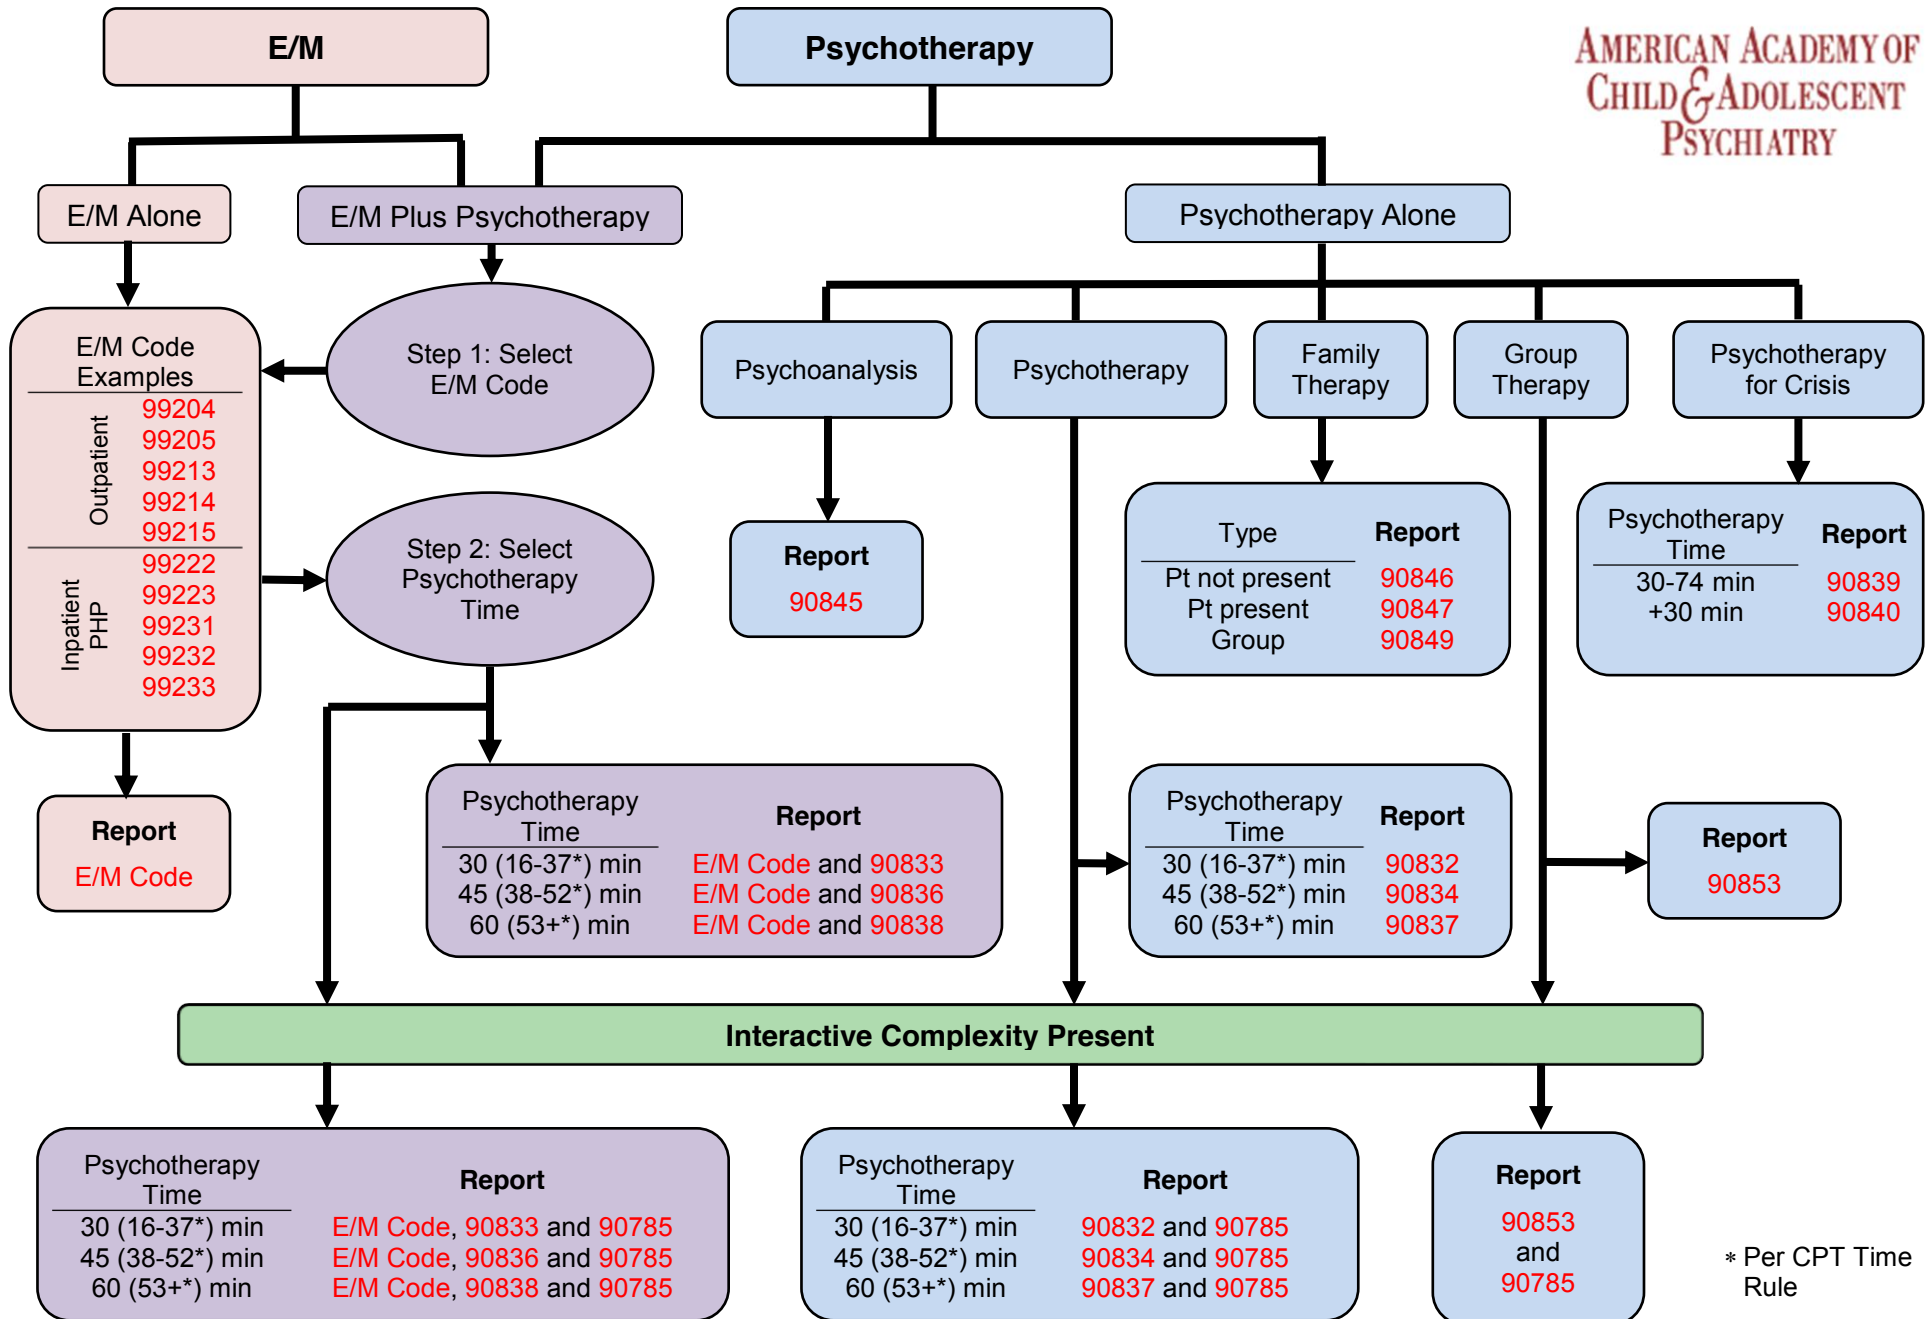 E/M
Psychotherapy
AMERICAN ACADEMY OF
CHILD & ADOLESCENT
PSYCHIATRY
E/M Alone
E/M Plus Psychotherapy
Psychotherapy Alone
E/M Code
Examples
Outpatient
99204
99205
99213
99214
99215
Inpatient
PHP
99222
99223
99231
99232
99233
Step 1: Select
E/M Code
Step 2: Select
Psychotherapy
Time
Psychoanalysis
Psychotherapy
Family
Therapy
Group
Therapy
Psychotherapy
for Crisis
Report
90845
Type Report
Pt not present 90846
Pt present 90847
Group 90849
Psychotherapy
Time Report
30-74 min 90839
+30 min 90840
Report
E/M Code
Psychotherapy
Time Report
30 (16-37*) min E/M Code and 90833
45 (38-52*) min E/M Code and 90836
60 (53+*) min E/M Code and 90838
Psychotherapy
Time Report
30 (16-37*) min 90832
45 (38-52*) min 90834
60 (53+*) min 90837
Report
90853
Interactive Complexity Present
Psychotherapy
Time Report
30 (16-37*) min E/M Code, 90833 and 90785
45 (38-52*) min E/M Code, 90836 and 90785
60 (53+*) min E/M Code, 90838 and 90785
Psychotherapy
Time Report
30 (16-37*) min 90832 and 90785
45 (38-52*) min 90834 and 90785
60 (53+*) min 90837 and 90785
Report
90853
and
90785
* Per CPT Time
Rule